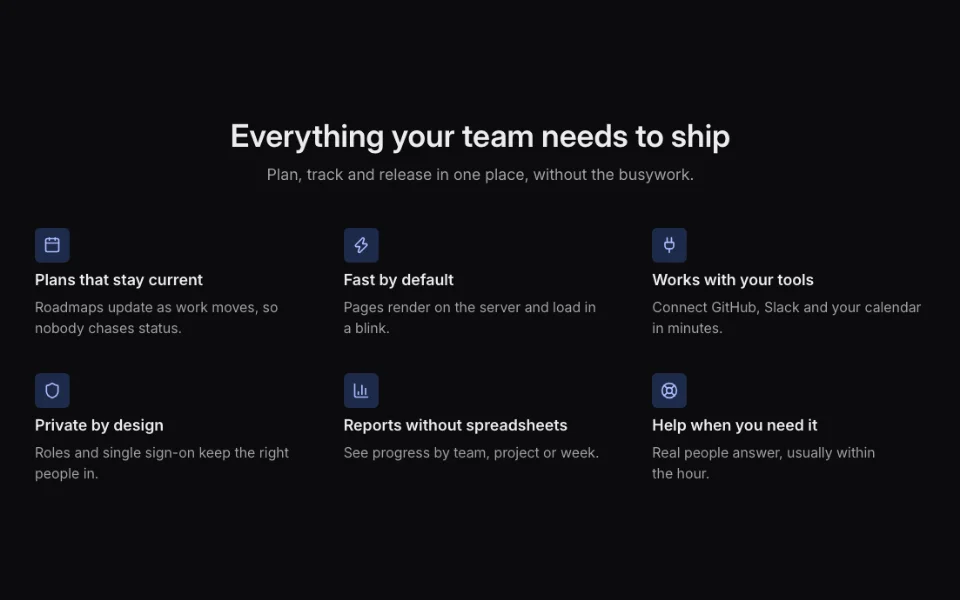 Everything your team needs to ship
Plan, track and release in one place, without the busywork.
Plans that stay current
Roadmaps update as work moves, so
nobody chases status.
Fast by default
Pages render on the server and load in
a blink.
Works with your tools
Connect GitHub, Slack and your calendar
in minutes.
Private by design
Roles and single sign-on keep the right
people in.
Reports without spreadsheets
See progress by team, project or week.
Help when you need it
Real people answer, usually within
the hour.